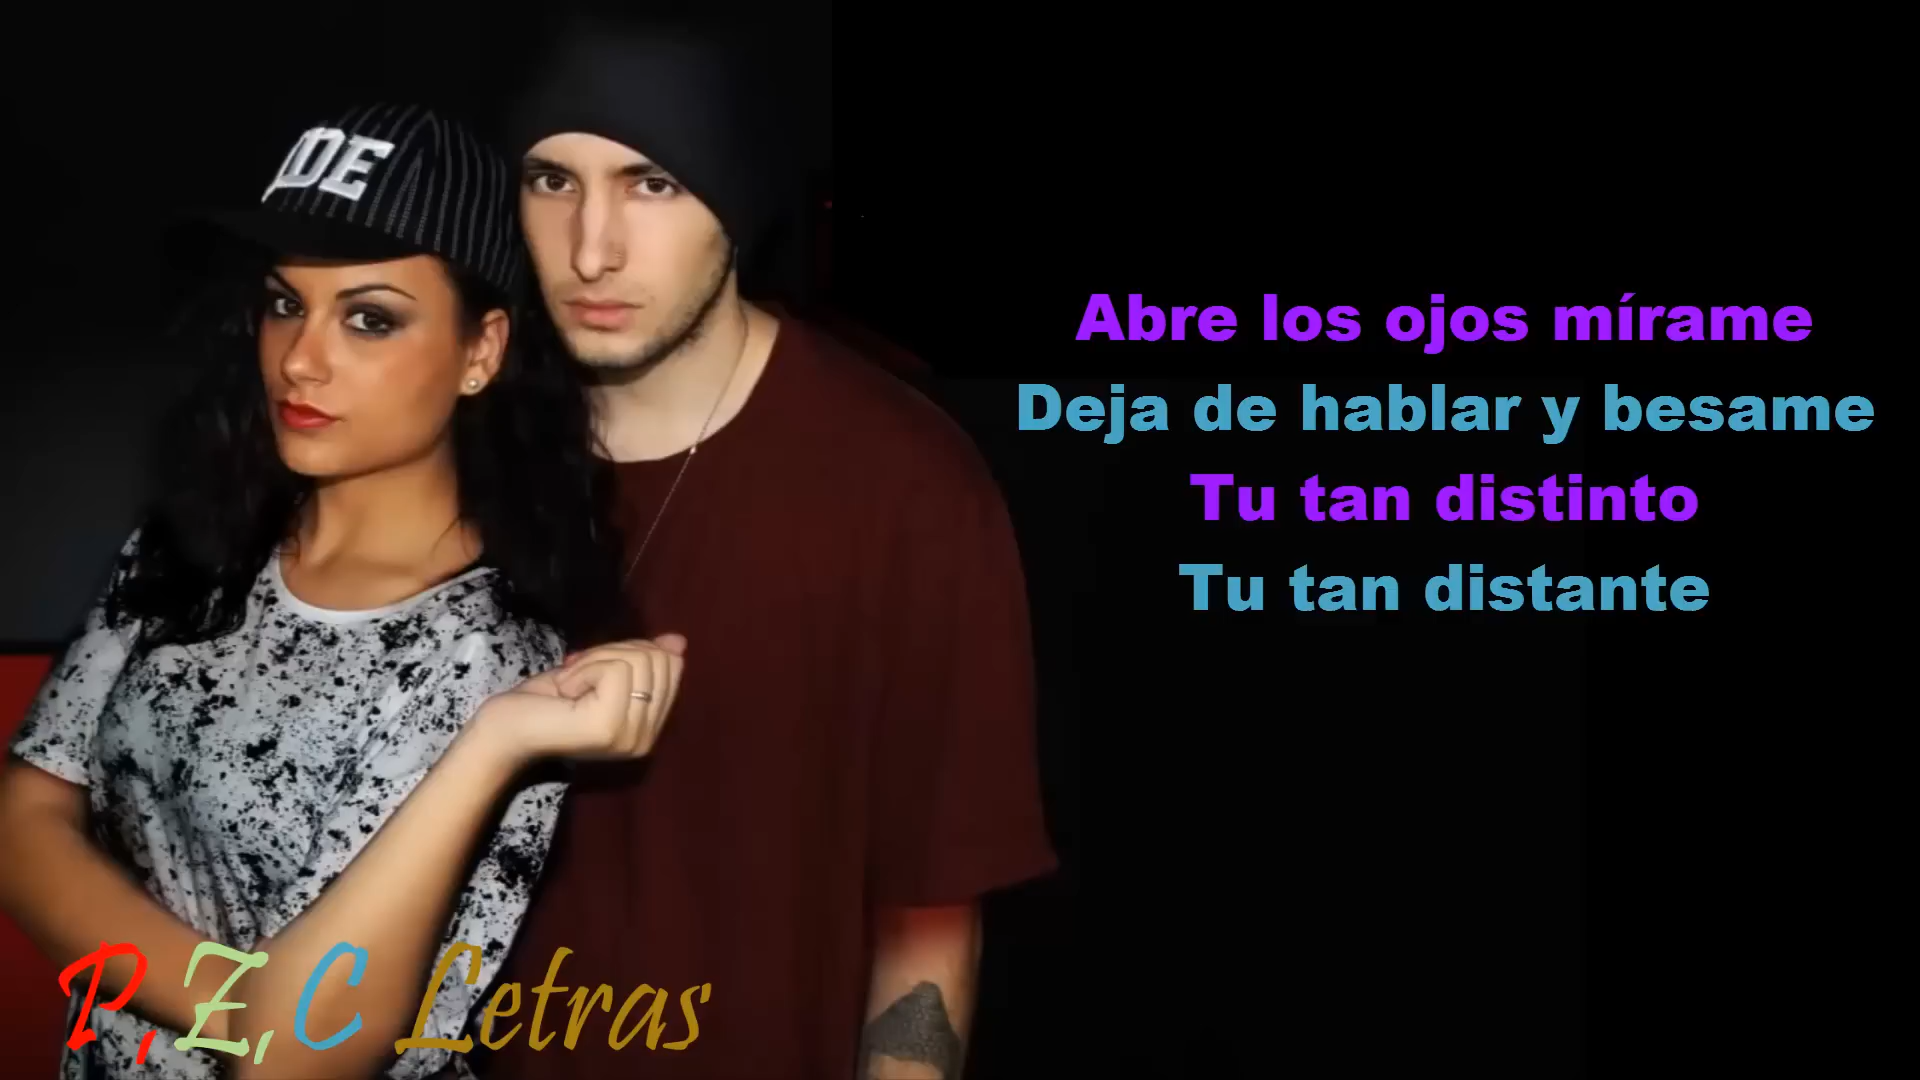 DE
Abre los ojos mírame
Deja de hablar y besame
Tu tan distinto
Tu tan distante
P,Z,C Letras